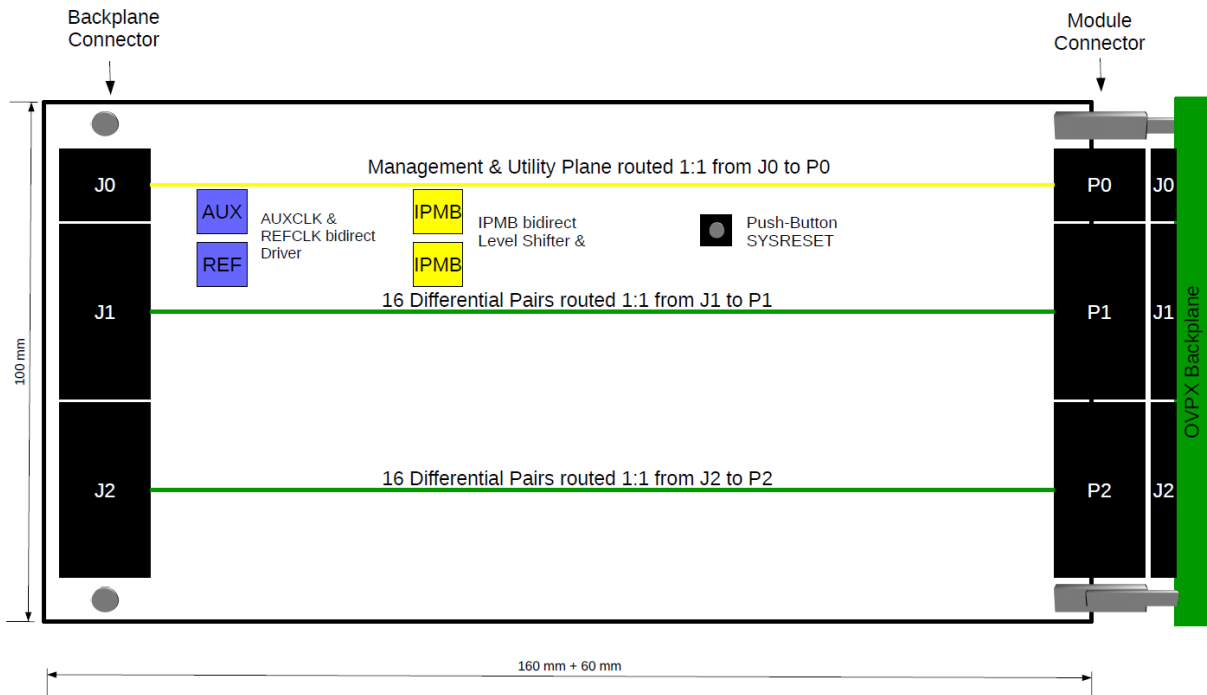 Backplane
Connector
Module
Connector
Management & Utility Plane routed 1:1 from J0 to P0
J0
P0
J0
AUX
REF
AUXCLK &
REFCLK bidirect
Driver
IPMB
IPMB
IPMB bidirect
Level Shifter &
Push-Button
SYSRESET
16 Differential Pairs routed 1:1 from J1 to P1
J1
P1
J1
OVPX Backplane
100 mm
16 Differential Pairs routed 1:1 from J2 to P2
J2
P2
J2
160 mm + 60 mm